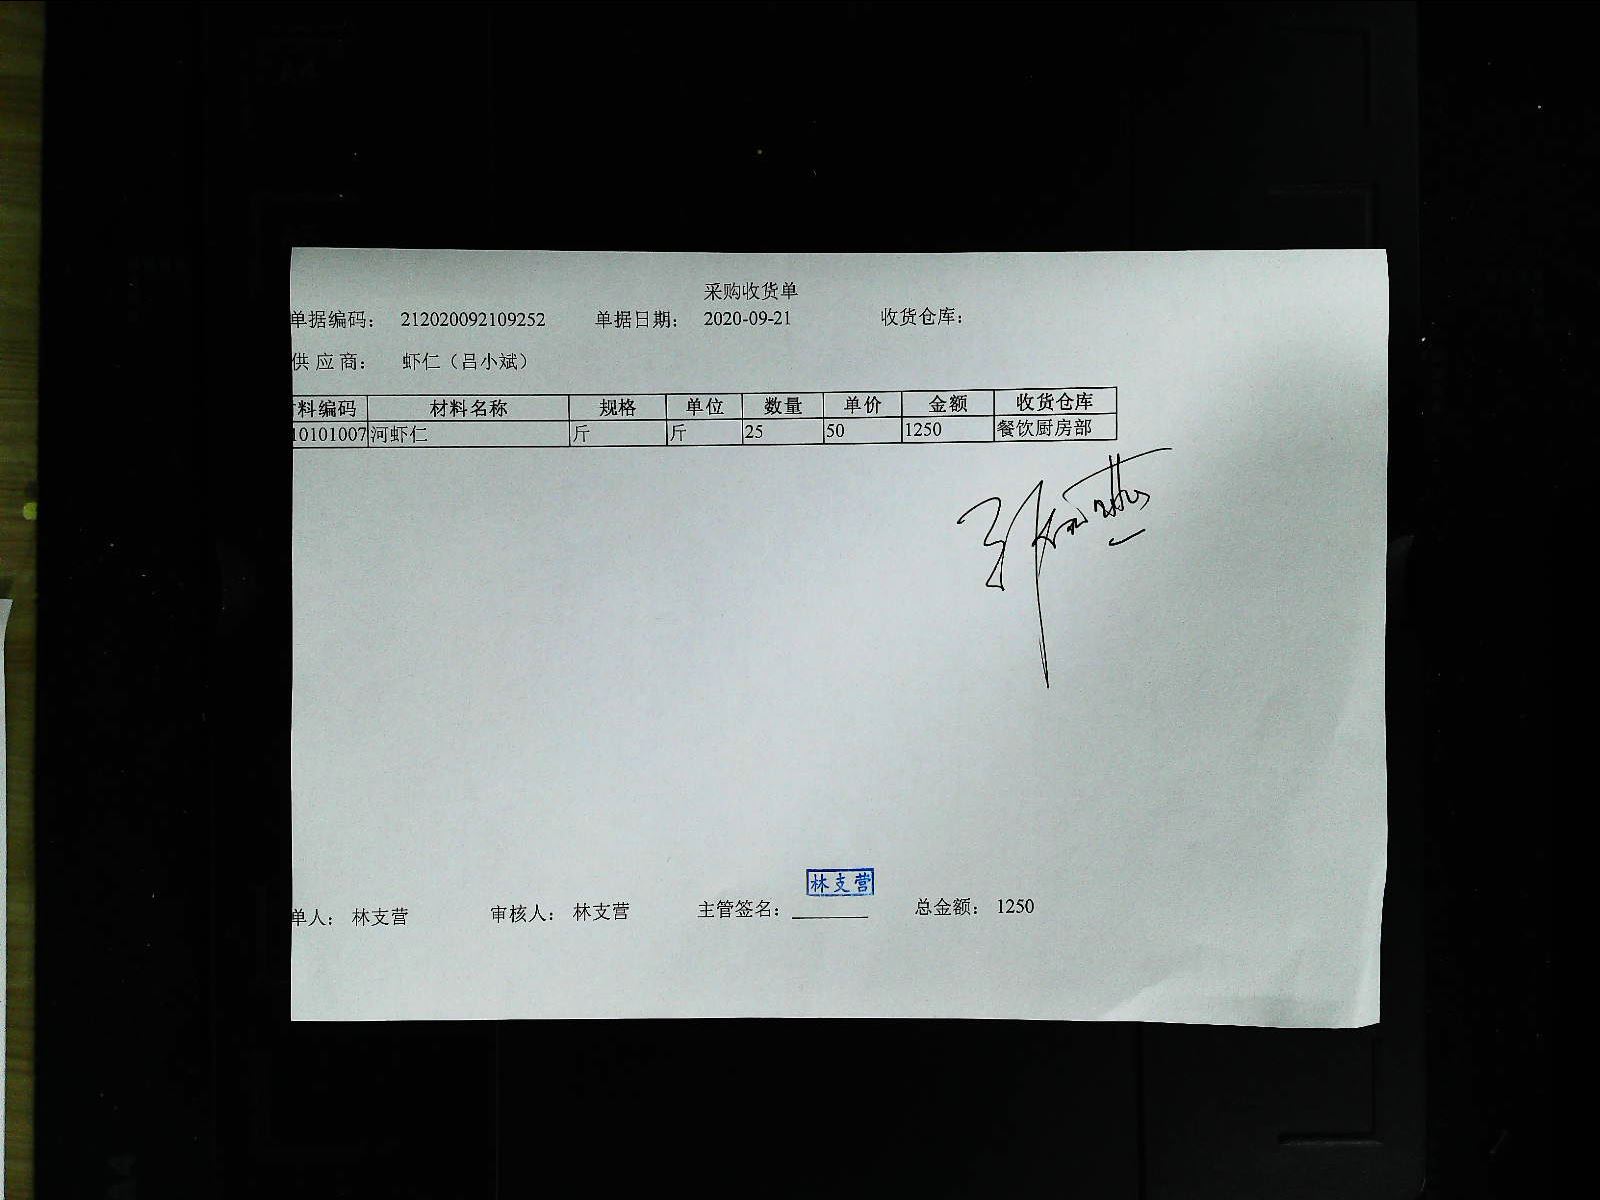 采购收货单
单据编码： 212020092109252 单据日期： 2020-09-21 收货仓库：
供应商： 虾仁（吕小斌）
料编码 材料名称 规格 单位 数量 单价 金额 收货仓库
10101007 河虾仁 斤 斤 25 50 1250 餐饮厨房部
林支营
单人： 林支营 审核人： 林支营 主管签名： 总金额： 1250